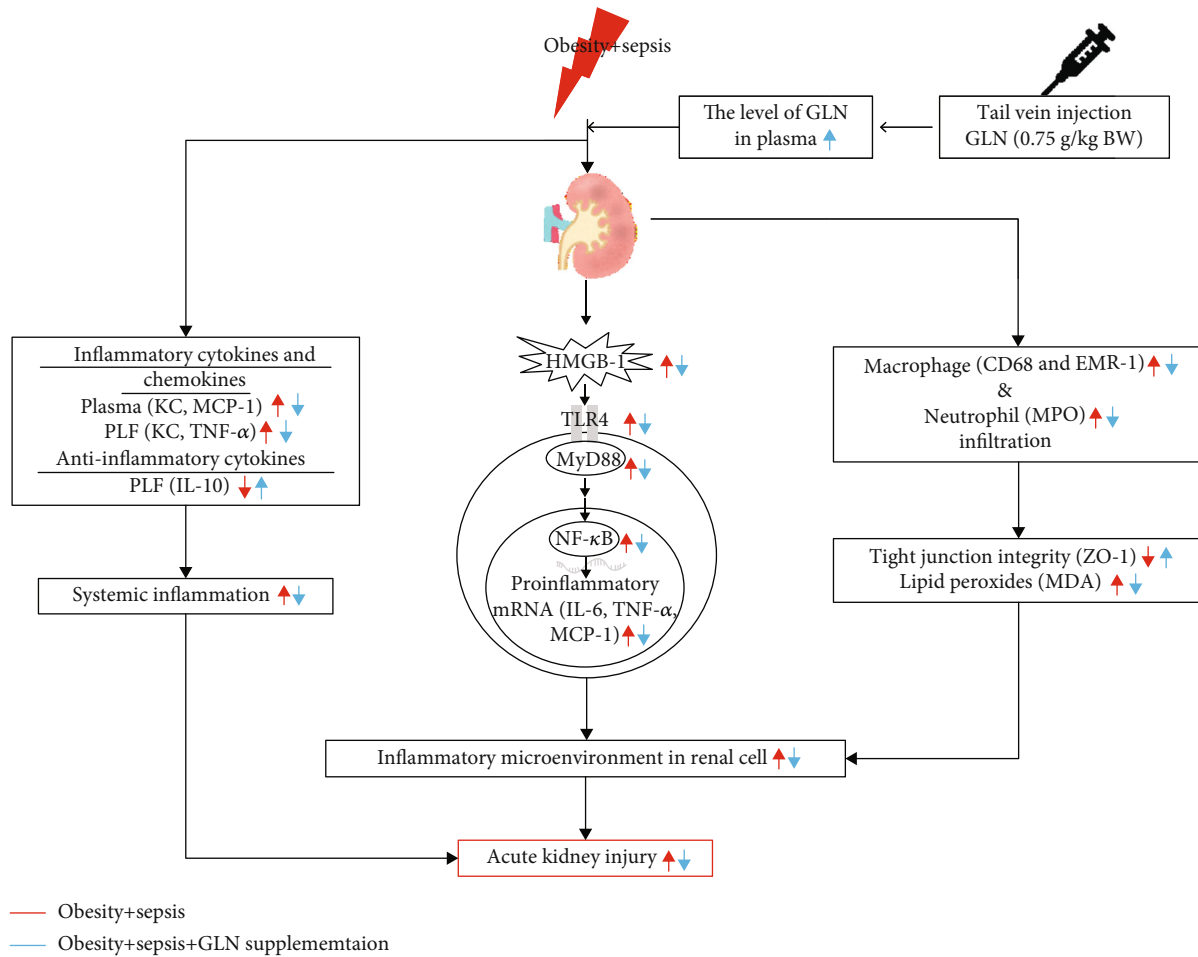 Obesity+sepsis
The level of GLN
in plasma
Tail vein injection
GLN (0.75 g/kg BW)
Inflammatory cytokines and
chemokines
Plasma (KC, MCP-1)
PLF (KC, TNF-α)
Anti-inflammatory cytokines
PLF (IL-10)
Systemic inflammation
HMGB-1
TLR4
MyD88
NF-κB
Proinflammatory
mRNA (IL-6, TNF-α,
MCP-1)
Macrophage (CD68 and EMR-1)
&
Neutrophil (MPO)
infiltration
Tight junction integrity (ZO-1)
Lipid peroxides (MDA)
Inflammatory microenvironment in renal cell
Acute kidney injury
Obesity+sepsis
Obesity+sepsis+GLN supplememtaion